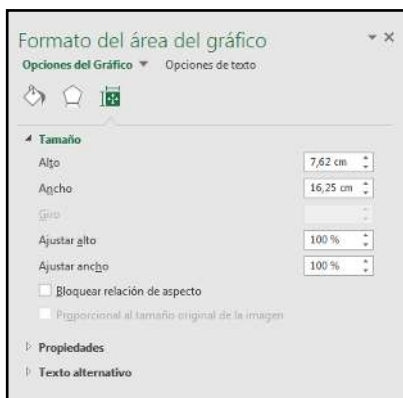 Formato del área del gráfico
Opciones del Gráfico Opciones de texto
Tamaño
Alto 7,62 cm
Ancho 16,25 cm
Giro
Ajustar alto 100 %
Ajustar ancho 100 %
Bloquear relación de aspecto
Proporcional al tamaño original de la imagen
Propiedades
Texto alternativo